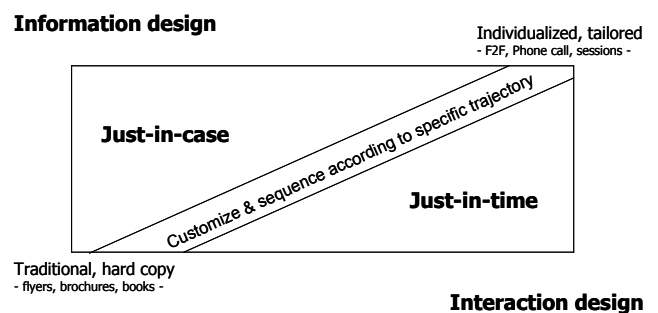 Information design
Individualized, tailored
- F2F, Phone call, sessions -
Just-in-case
Customize & sequence according to specific trajectory
Just-in-time
Traditional, hard copy
- flyers, brochures, books -
Interaction design